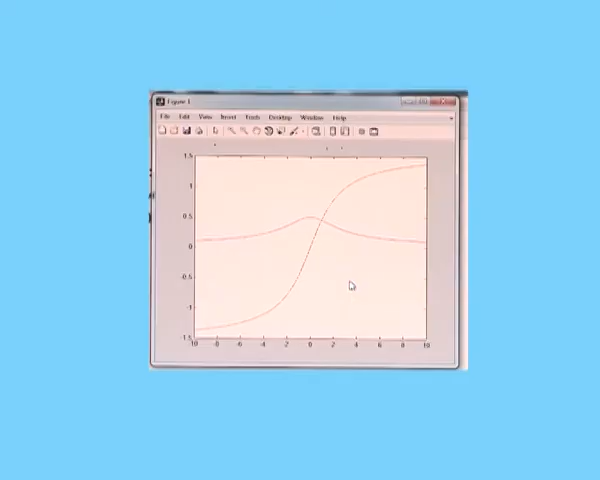 Figure 1
File Edit View Insert Tools Desktop Window Help
1.5
1
0.5
0
-0.5
-1
-1.5
-10 -8 -6 -4 -2 0 2 4 6 8 10